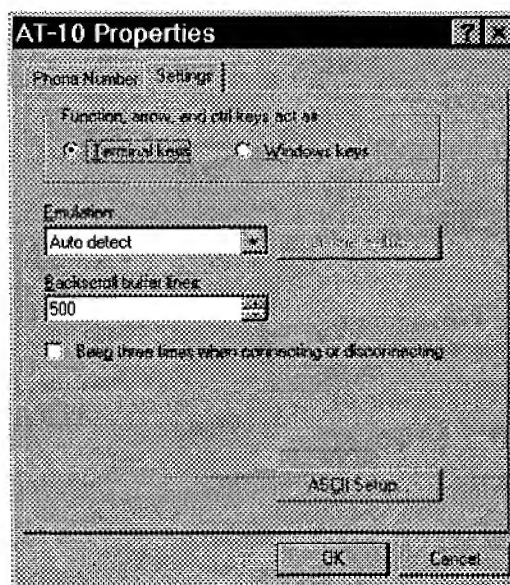 AT-10 Properties
Phone Number Settings
Function, arrow, and ctrl keys act as
Terminal keys Windows keys
Emulation:
Auto detect
Backscroll buffer lines:
500
Beep three times when connecting or disconnecting
ASCII Setup...
OK Cancel